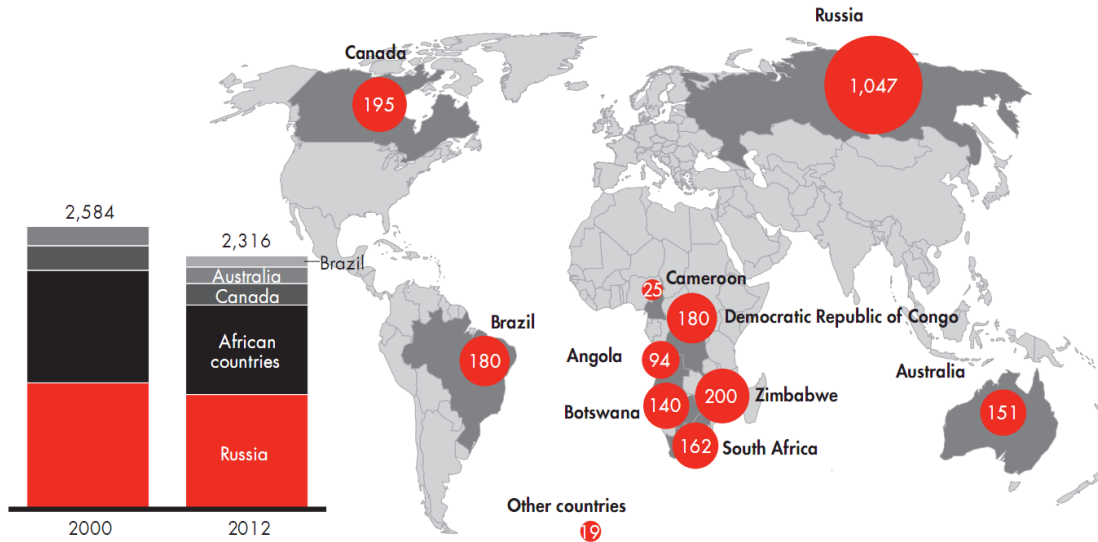 Russia
1,047
Canada
195
2,584
2,316
Brazil
Australia
Canada
African
countries
Russia
2000
2012
Brazil
180
Cameroon
25
180
Democratic Republic of Congo
Angola
94
Botswana
140
200
Zimbabwe
162
South Africa
Australia
151
Other countries
19